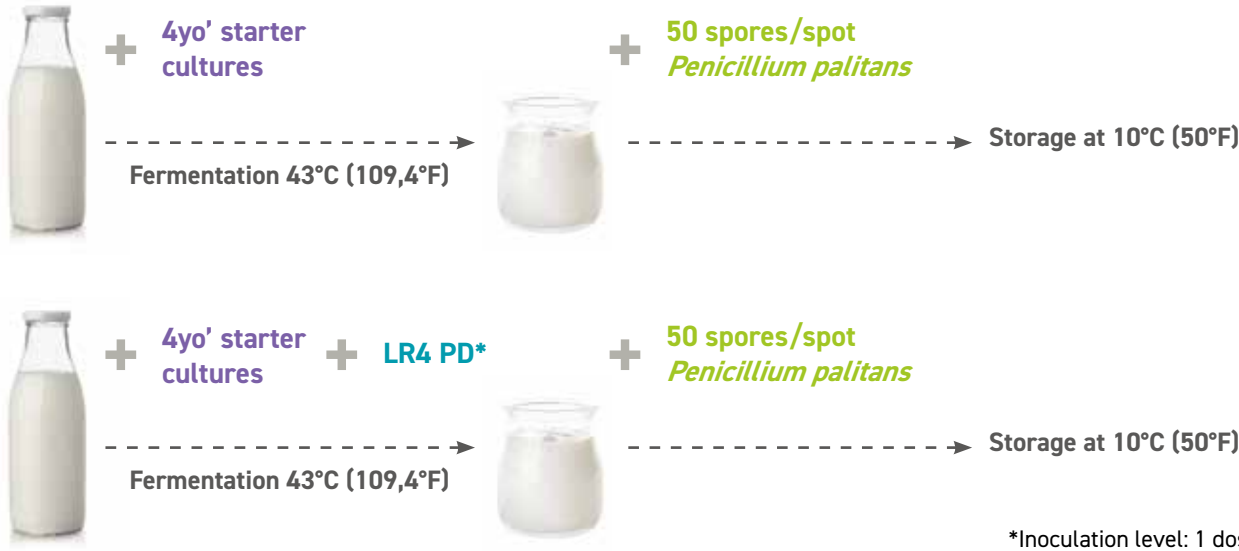 + 4yo' starter
cultures
+ 50 spores/spot
Penicillium palitans
Fermentation 43°C (109,4°F)
Storage at 10°C (50°F)
+ 4yo' starter
cultures
+ LR4 PD*
+ 50 spores/spot
Penicillium palitans
Fermentation 43°C (109,4°F)
Storage at 10°C (50°F)
*Inoculation level: 1